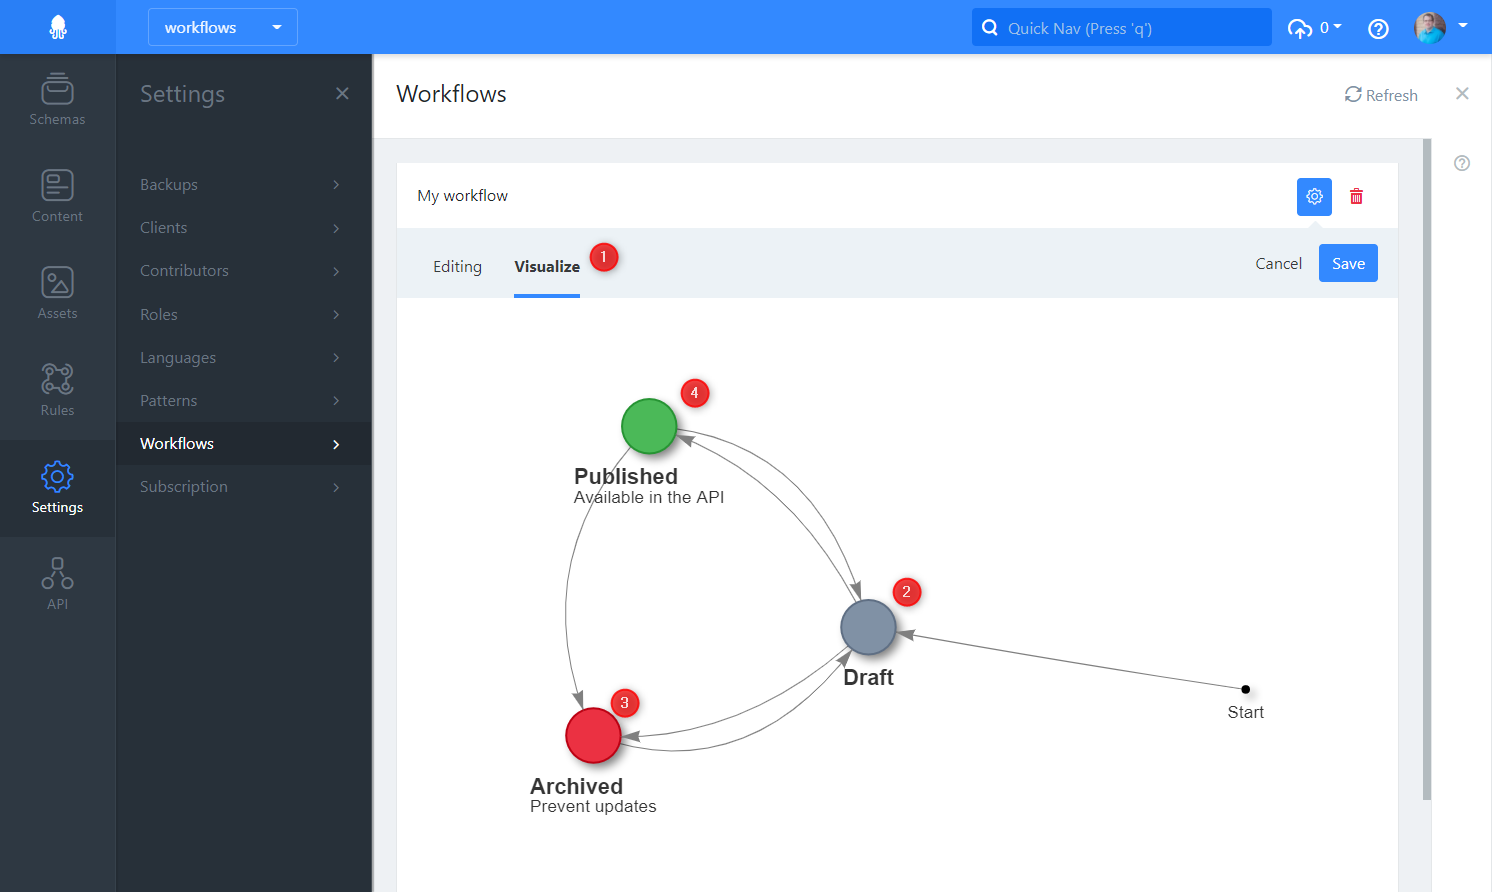 workflows
Quick Nav (Press 'q')
0
Schemas
Content
Assets
Rules
Settings
API
Settings
Backups
Clients
Contributors
Roles
Languages
Patterns
Workflows
Subscription
Workflows
Refresh
My workflow
Editing
Visualize
1
Cancel
Save
4
Published
Available in the API
2
Draft
Start
3
Archived
Prevent updates